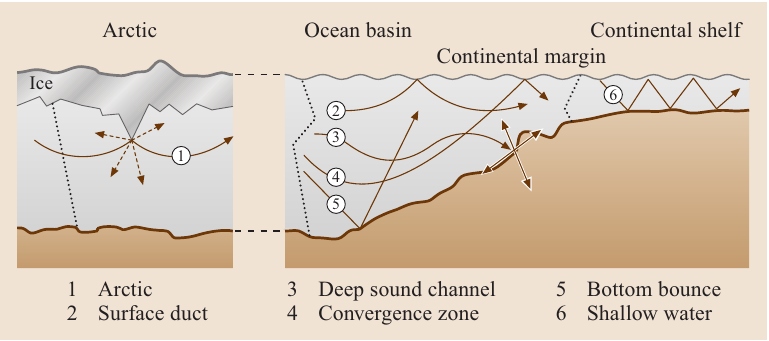 Arctic
Ocean basin
Continental shelf
Continental margin
Ice
1
2
3
4
5
6
1 Arctic
3 Deep sound channel
5 Bottom bounce
2 Surface duct
4 Convergence zone
6 Shallow water